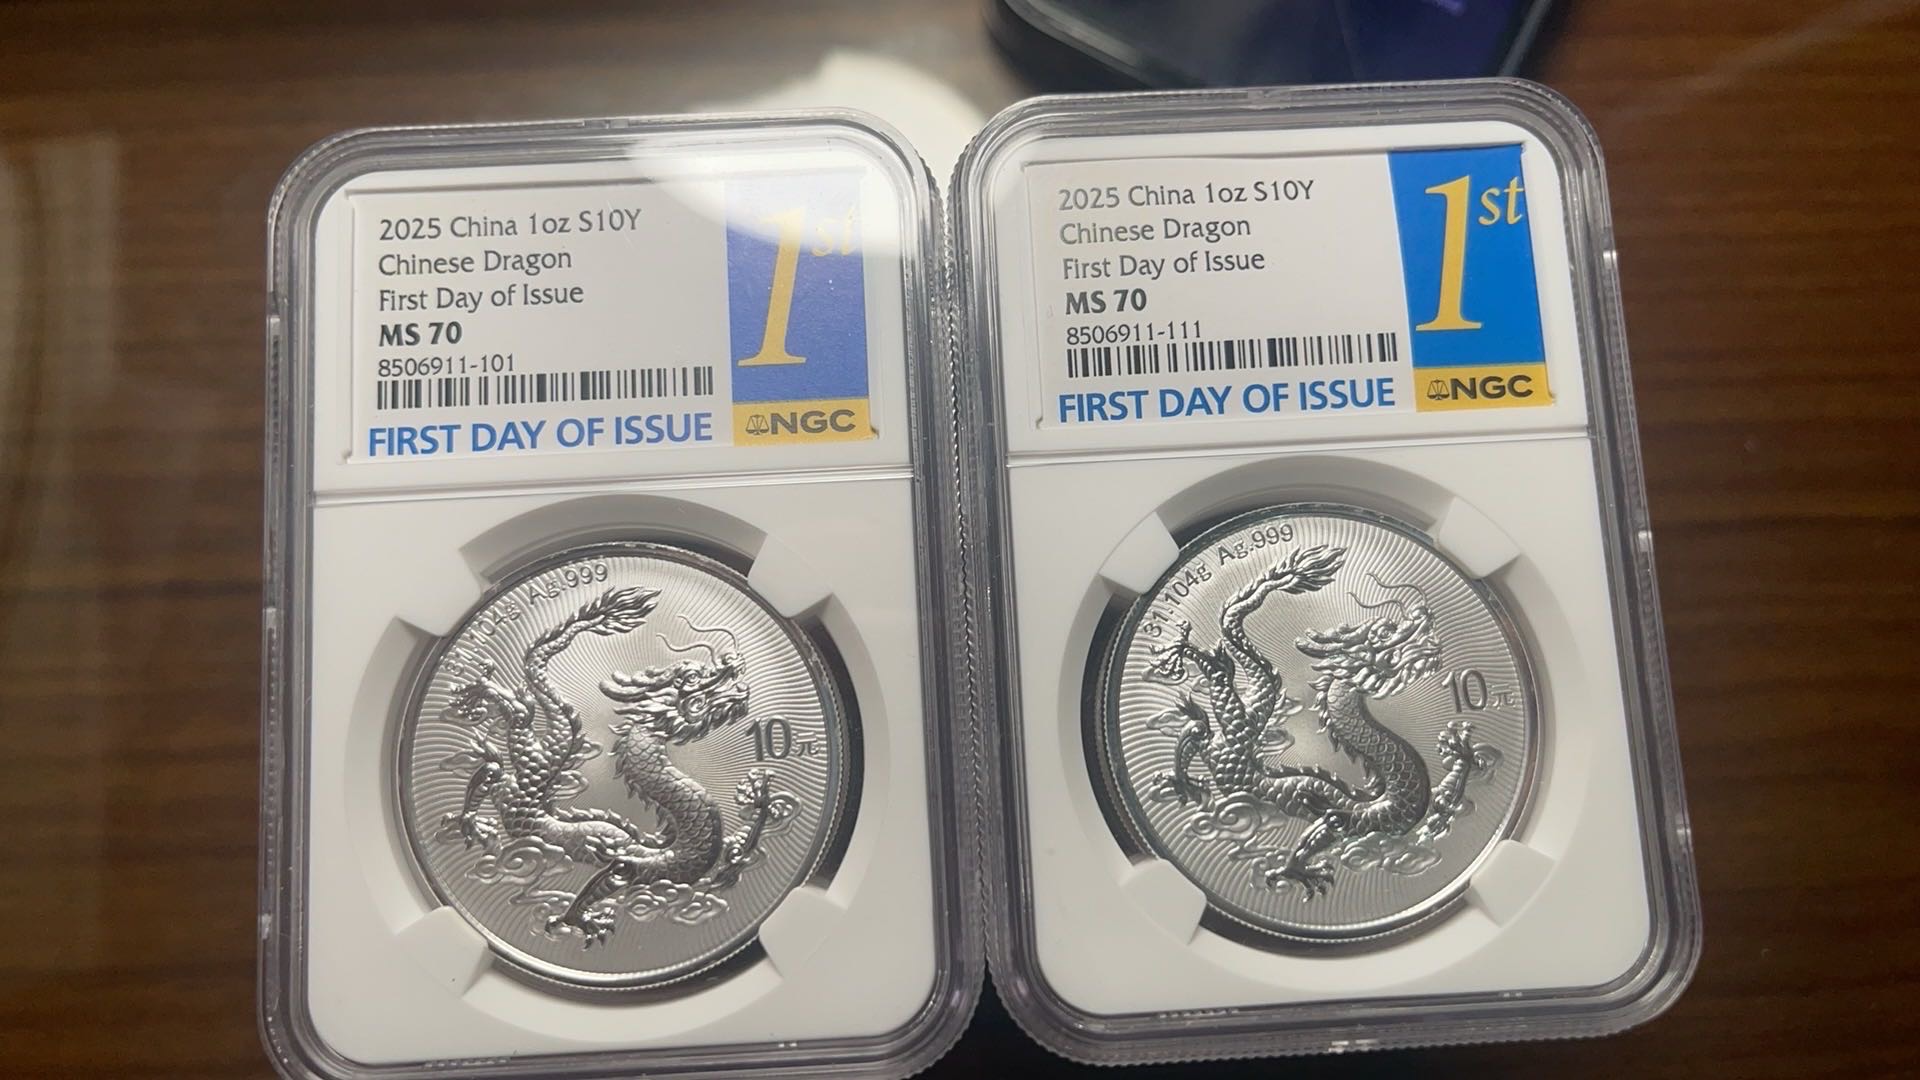 2025 China 1oz S10Y
Chinese Dragon
First Day of Issue
MS 70
8506911-101
FIRST DAY OF ISSUE
1st
NGC
31.104g Ag.999
10元
2025 China 1oz S10Y
Chinese Dragon
First Day of Issue
MS 70
8506911-111
FIRST DAY OF ISSUE
1st
NGC
31.104g Ag.999
10元